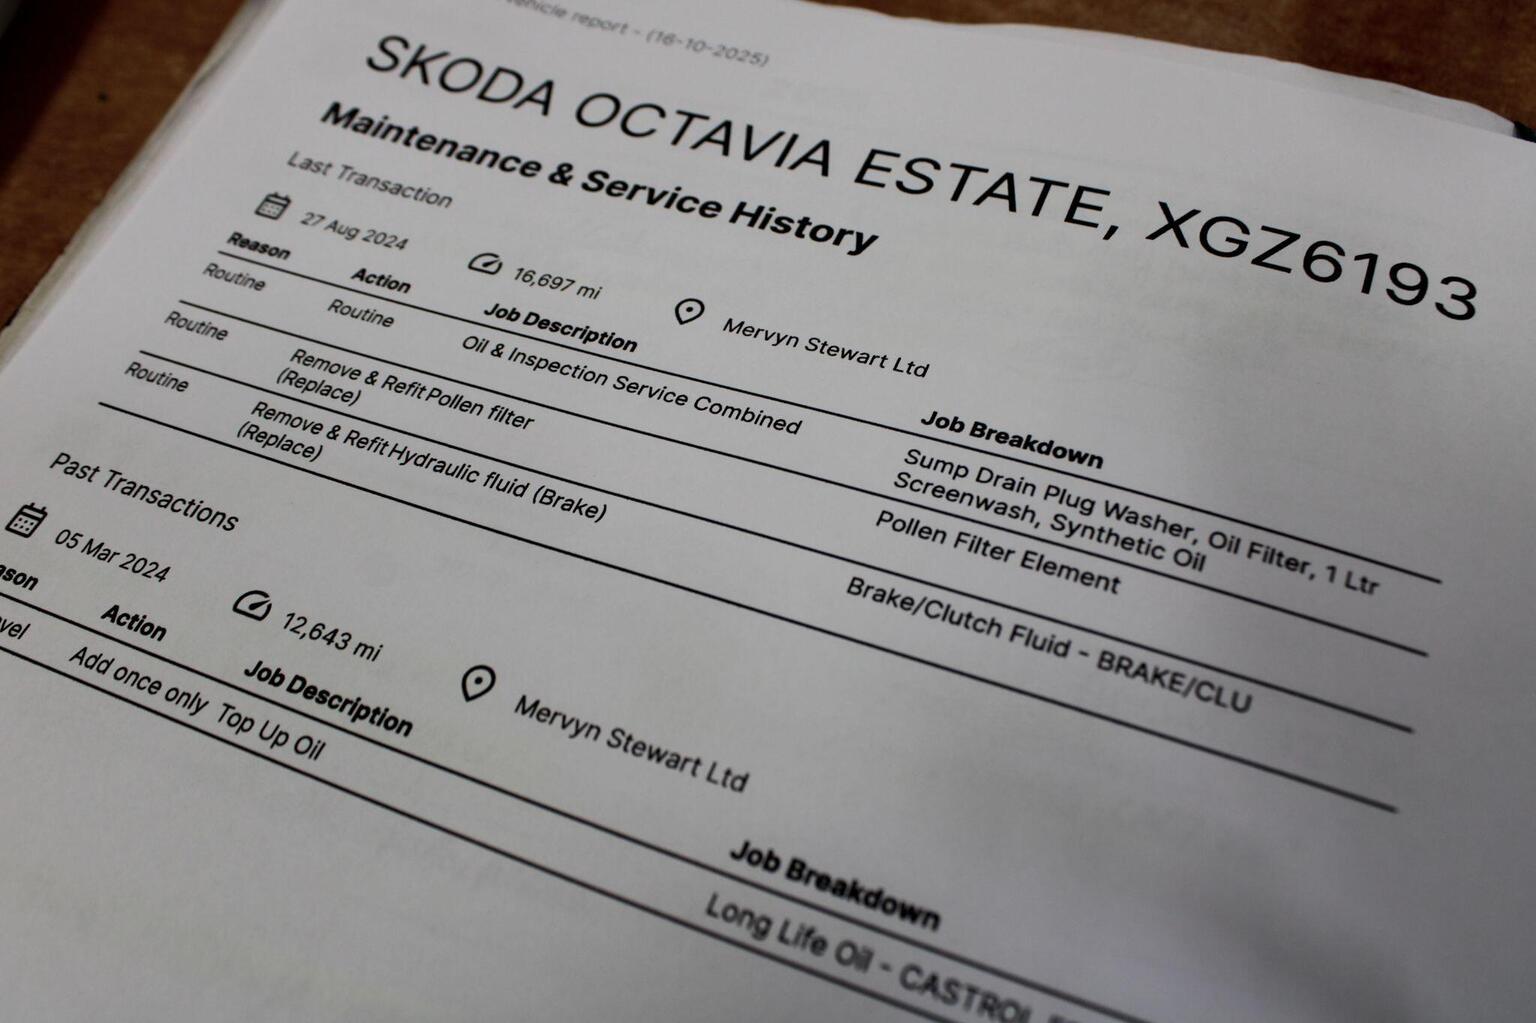 vehicle report - (16-10-2025)
SKODA OCTAVIA ESTATE, XGZ6193
Maintenance & Service History
Last Transaction
27 Aug 2024 16,697 mi Mervyn Stewart Ltd
Reason Action Job Description Job Breakdown
Routine Routine Oil & Inspection Service Combined Sump Drain Plug Washer, Oil Filter, 1 Ltr
Screenwash, Synthetic Oil
Routine Remove & Refit Pollen filter Pollen Filter Element
(Replace)
Routine Remove & Refit Hydraulic fluid (Brake) Brake/Clutch Fluid - BRAKE/CLU
(Replace)
Past Transactions
05 Mar 2024 12,643 mi Mervyn Stewart Ltd
ason Action Job Description Job Breakdown
evel Add once only Top Up Oil Long Life Oil - CASTROL